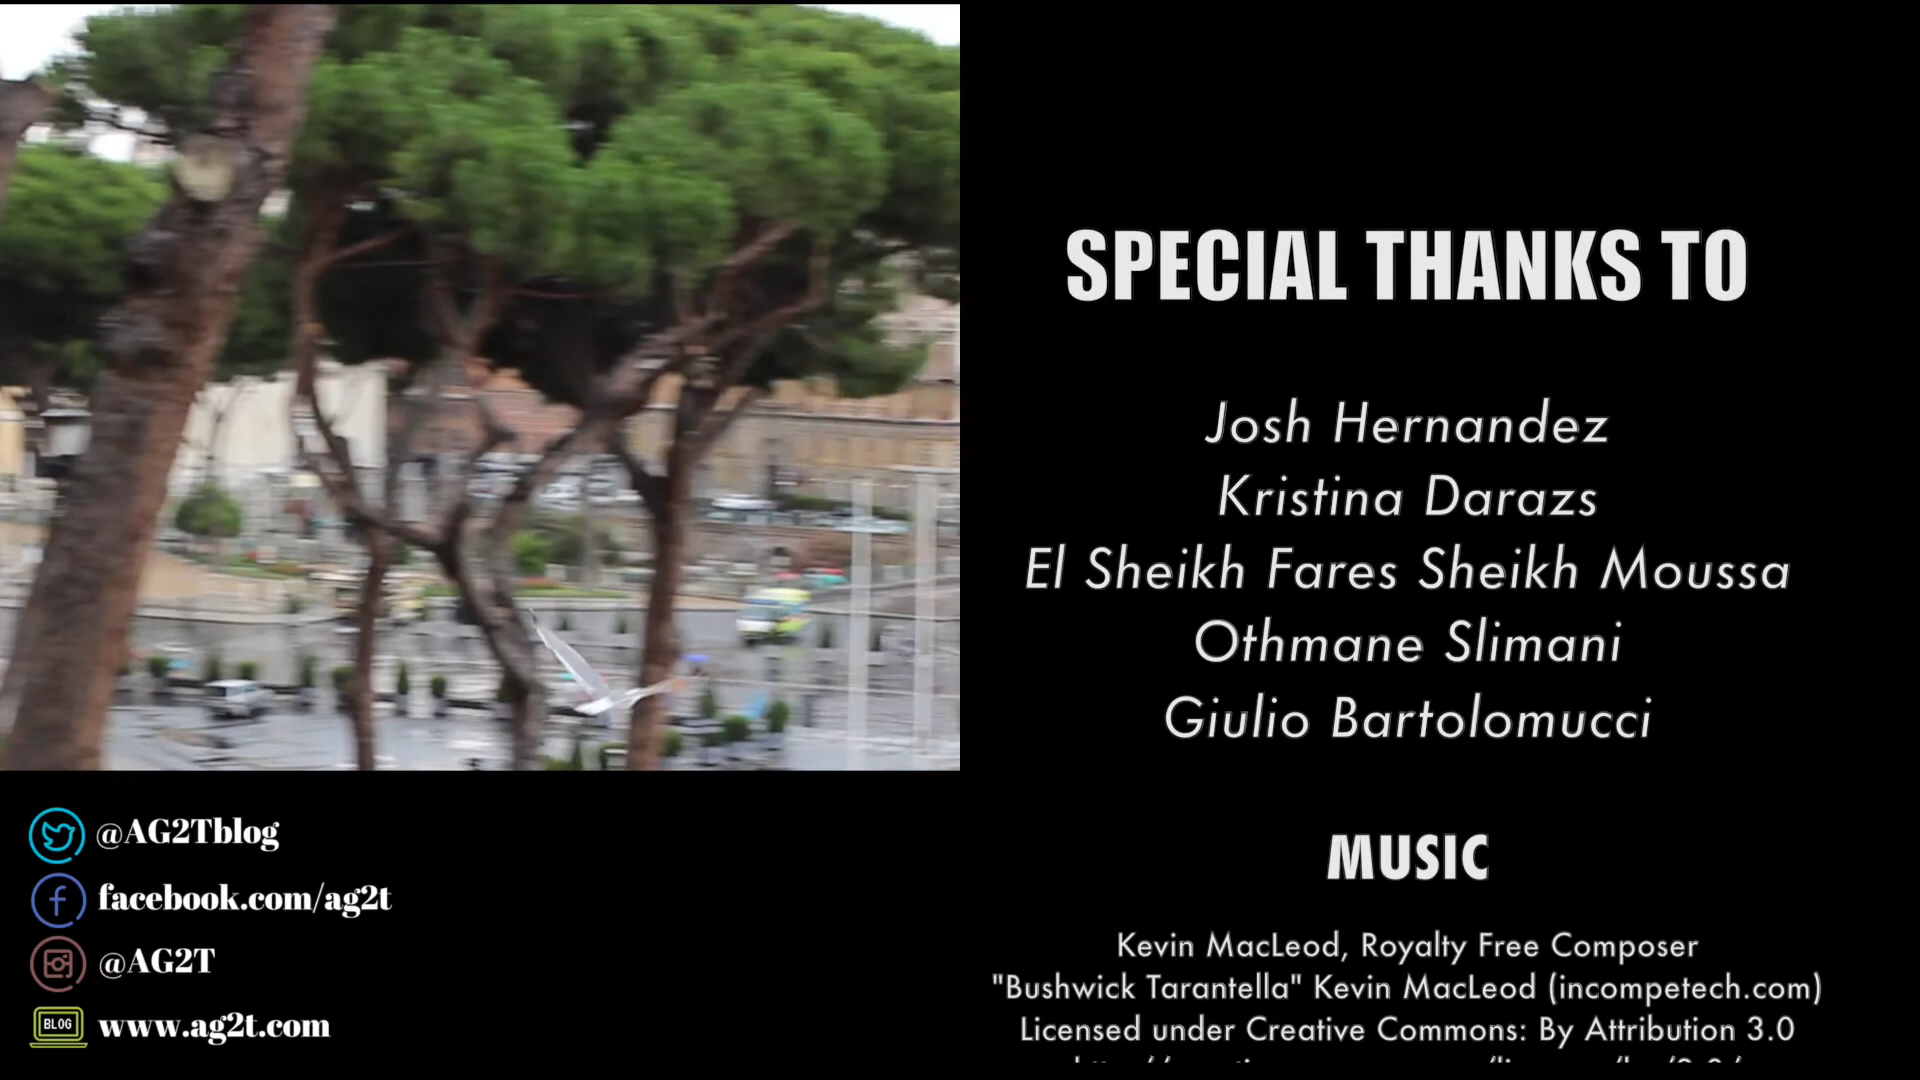 SPECIAL THANKS TO
Josh Hernandez
Kristina Darazs
El Sheikh Fares Sheikh Moussa
Othmane Slimani
Giulio Bartolomucci
MUSIC
Kevin MacLeod, Royalty Free Composer
"Bushwick Tarantella" Kevin MacLeod (incompetech.com)
Licensed under Creative Commons: By Attribution 3.0
@AG2Tblog
facebook.com/ag2t
@AG2T
BLOG www.ag2t.com